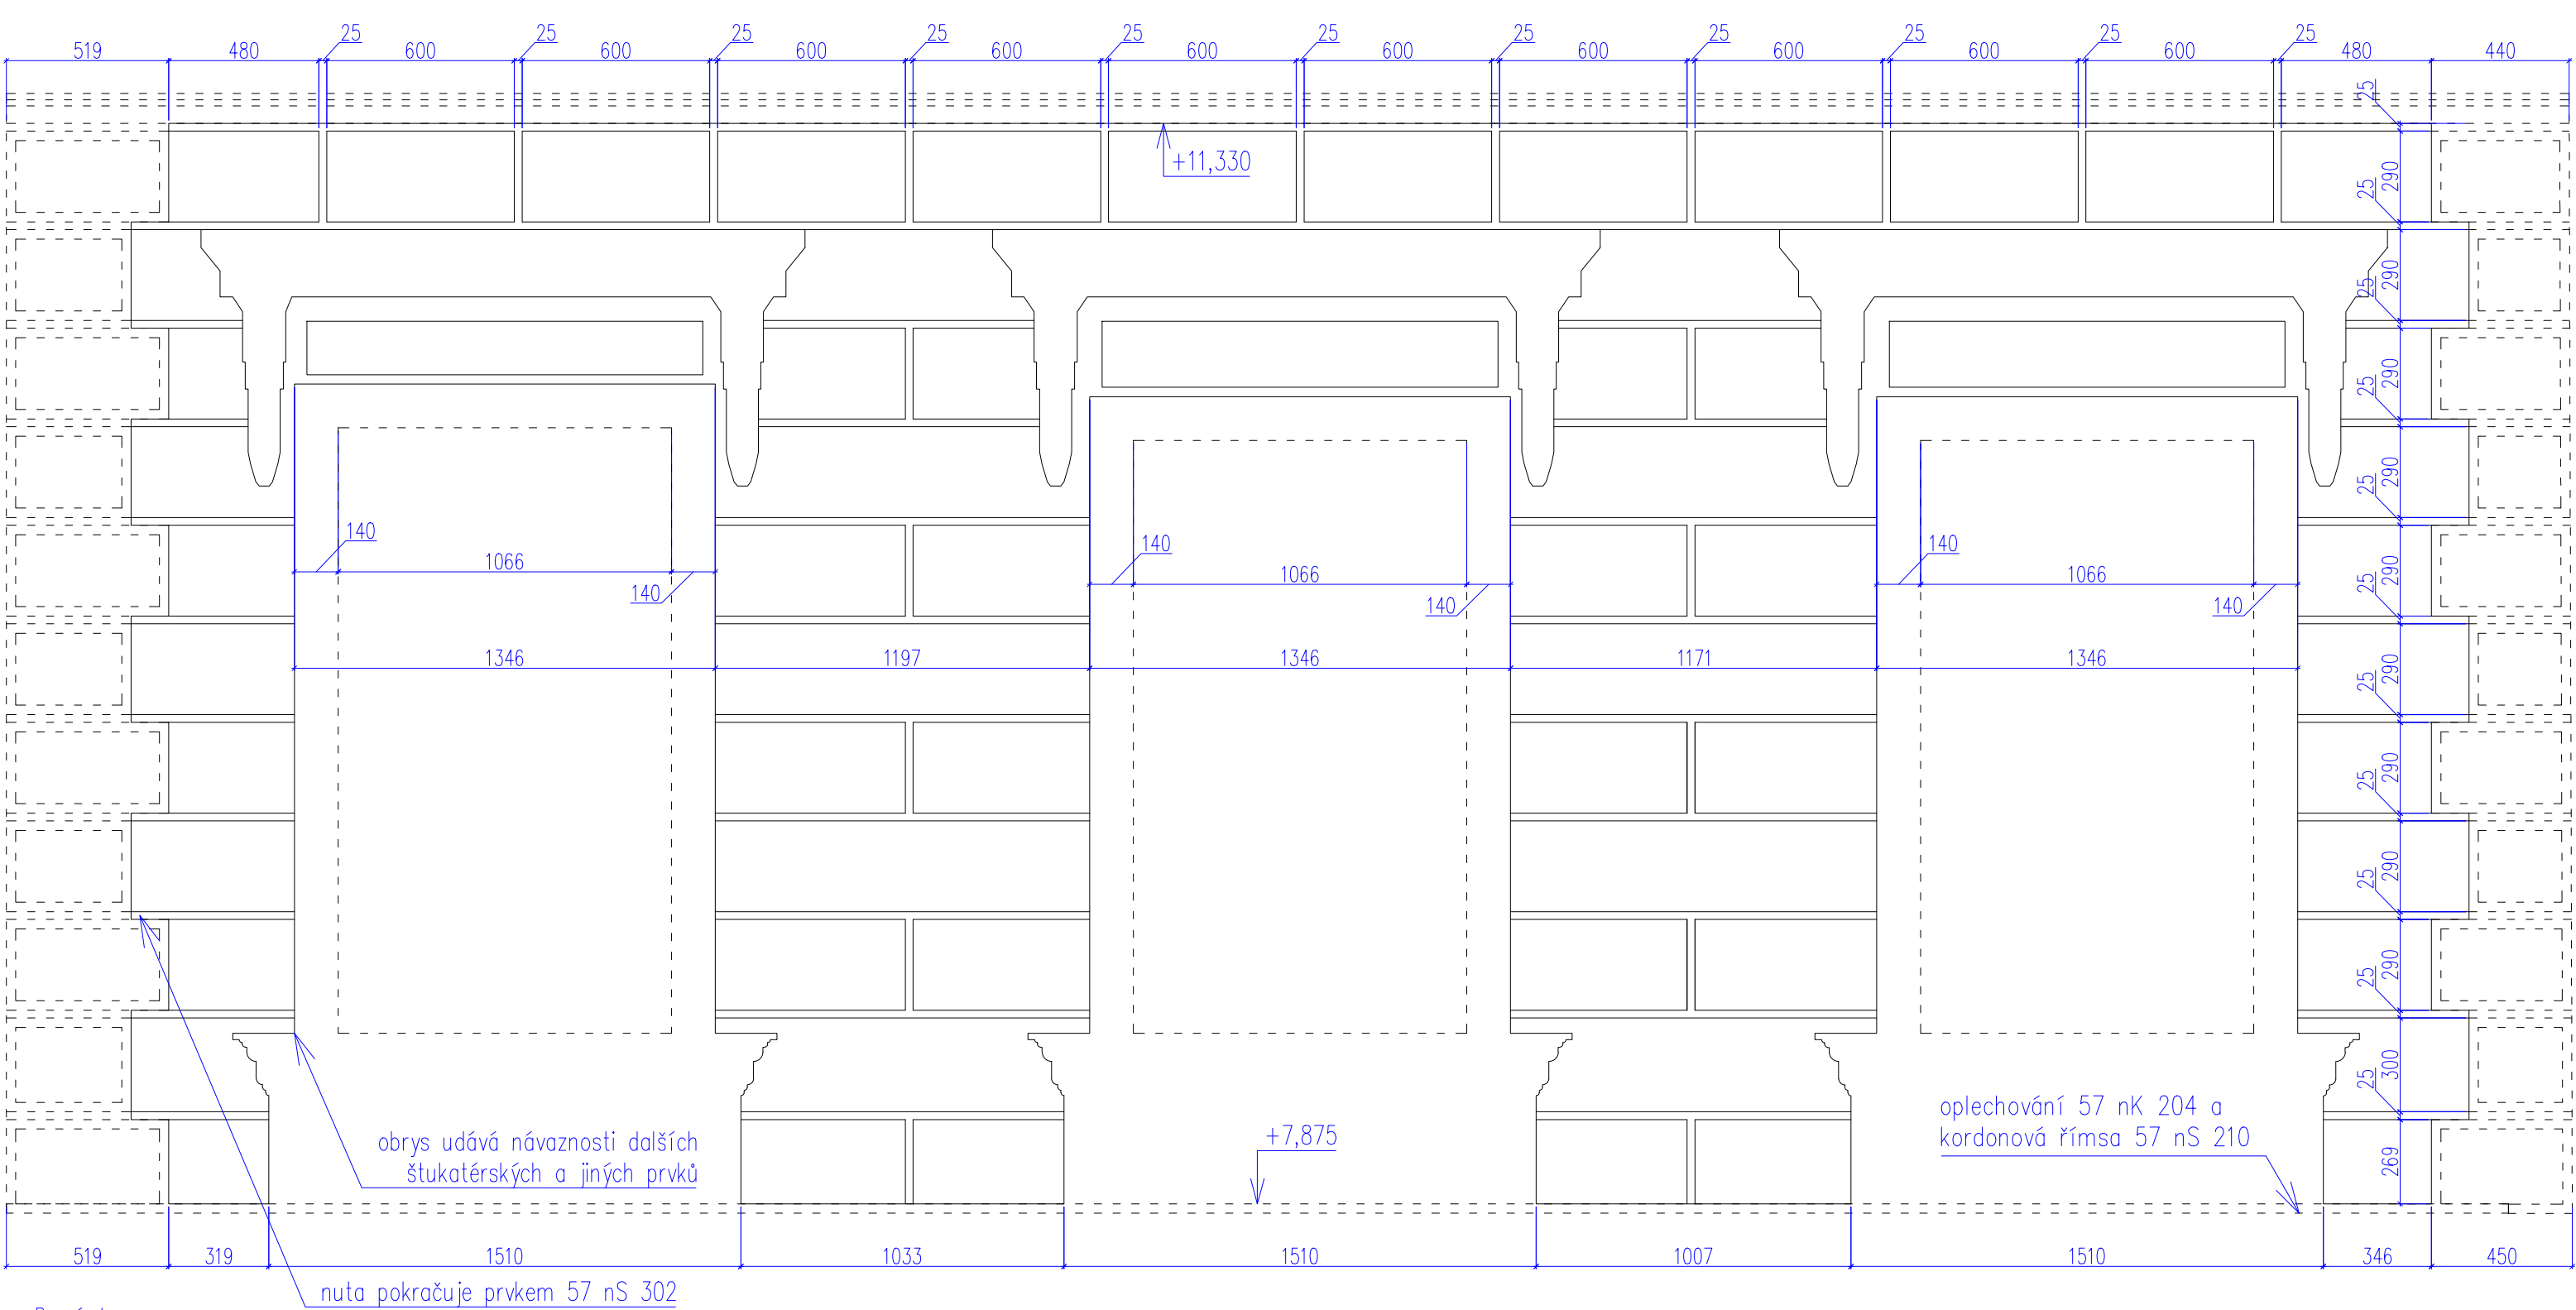 25 25 25 25 25 25 25 25 25 25 25
519 480 600 600 600 600 600 600 600 600 600 600 480 440
25
+11,330
25 290
25 290
25 290
25 290
140 140 140
1066 1066 1066
140 140 140
25 290
1346 1197 1346 1171 1346
25 290
25 290
25 290
25 290
25 300
oplechování 57 nK 204 a
kordonová římsa 57 nS 210
+7,875
obrys udává návaznosti dalších
štukatérských a jiných prvků
269
519 319 1510 1033 1510 1007 1510 346 450
nuta pokračuje prvkem 57 nS 302